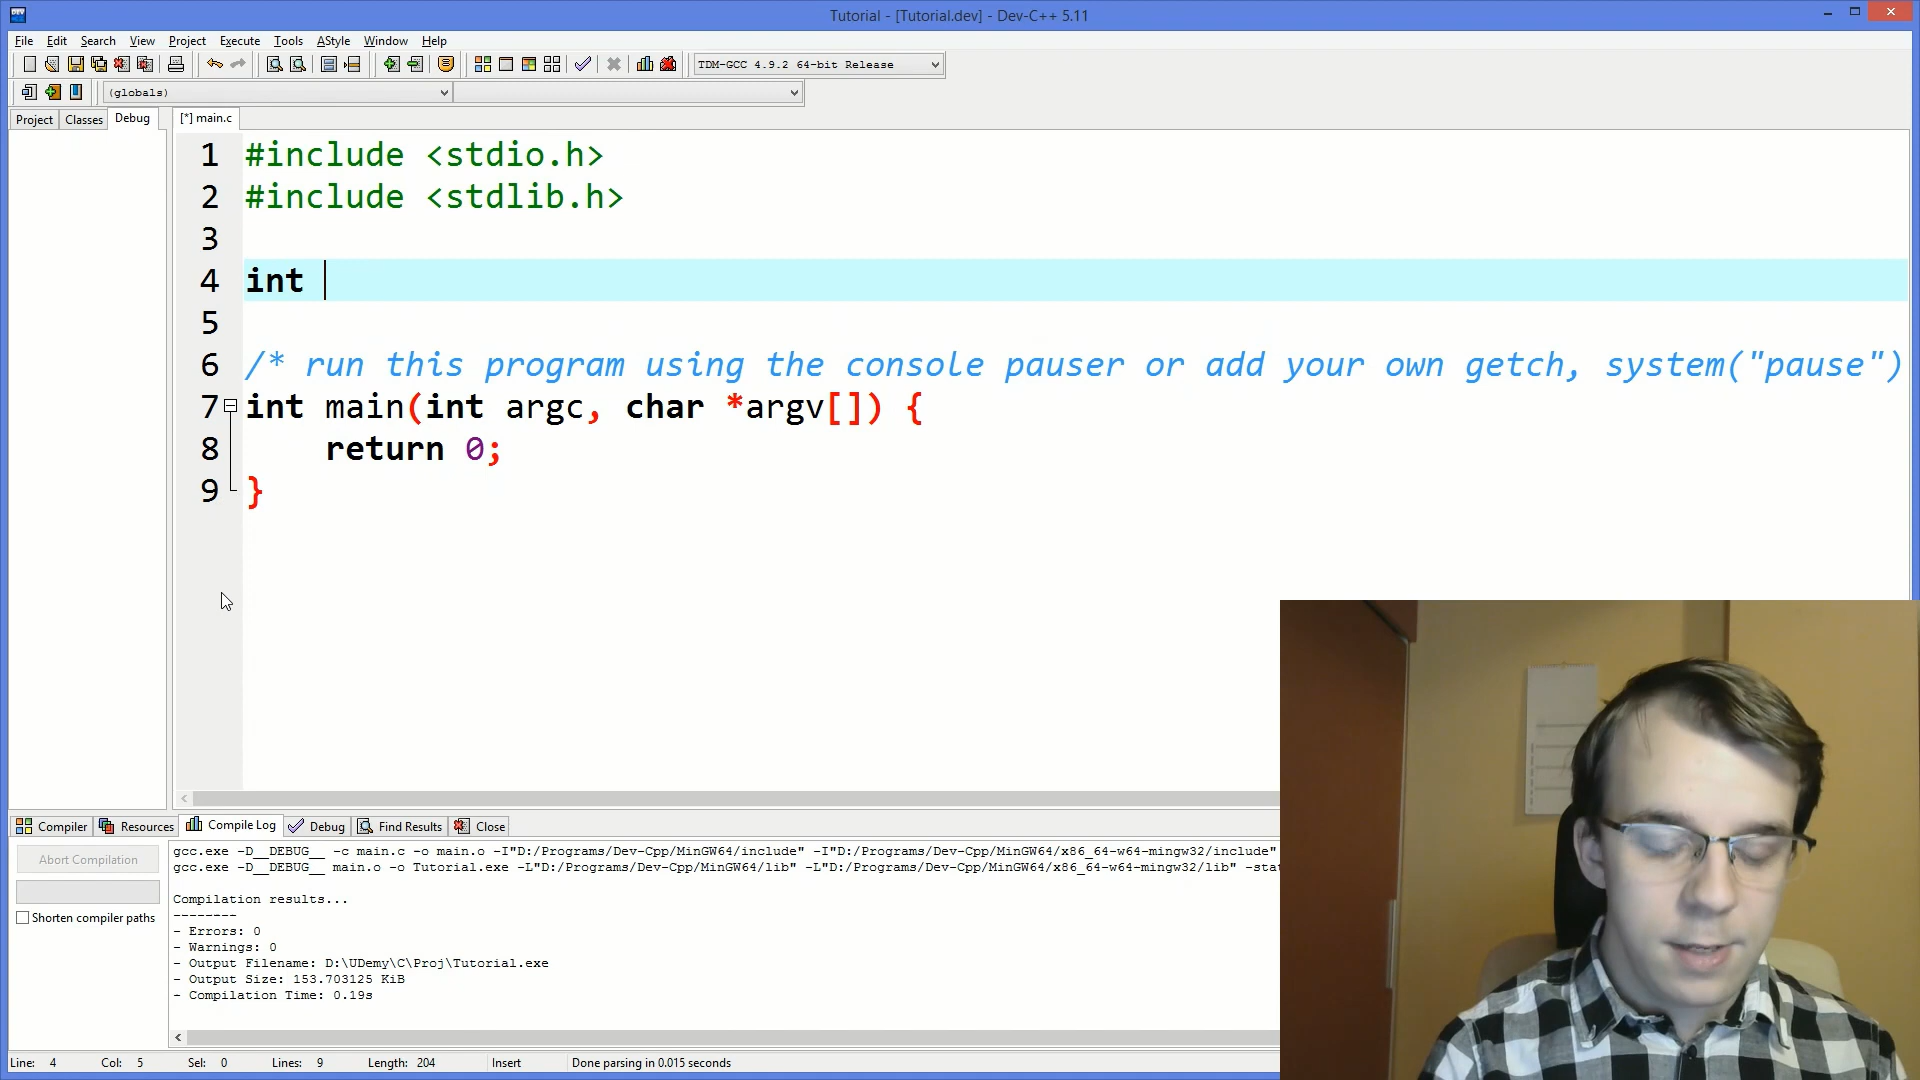 Tutorial - [Tutorial.dev] - Dev-C++ 5.11
File Edit Search View Project Execute Tools AStyle Window Help
TDM-GCC 4.9.2 64-bit Release
(globals)
Project Classes Debug
[*] main.c
1 #include <stdio.h>
2 #include <stdlib.h>
3
4 int
5
6 /* run this program using the console pauser or add your own getch, system("pause")
7 int main(int argc, char *argv[]) {
8 return 0;
9 }
Compiler Resources Compile Log Debug Find Results Close
Abort Compilation
Shorten compiler paths
gcc.exe -D__DEBUG__ -c main.c -o main.o -I"D:/Programs/Dev-Cpp/MinGW64/include" -I"D:/Programs/Dev-Cpp/MinGW64/x86_64-w64-mingw32/include"
gcc.exe -D__DEBUG__ main.o -o Tutorial.exe -L"D:/Programs/Dev-Cpp/MinGW64/lib" -L"D:/Programs/Dev-Cpp/MinGW64/x86_64-w64-mingw32/lib" -sta
Compilation results...
--------
- Errors: 0
- Warnings: 0
- Output Filename: D:\UDemy\C\Proj\Tutorial.exe
- Output Size: 153.703125 KiB
- Compilation Time: 0.19s
Line: 4 Col: 5 Sel: 0 Lines: 9 Length: 204 Insert Done parsing in 0.015 seconds